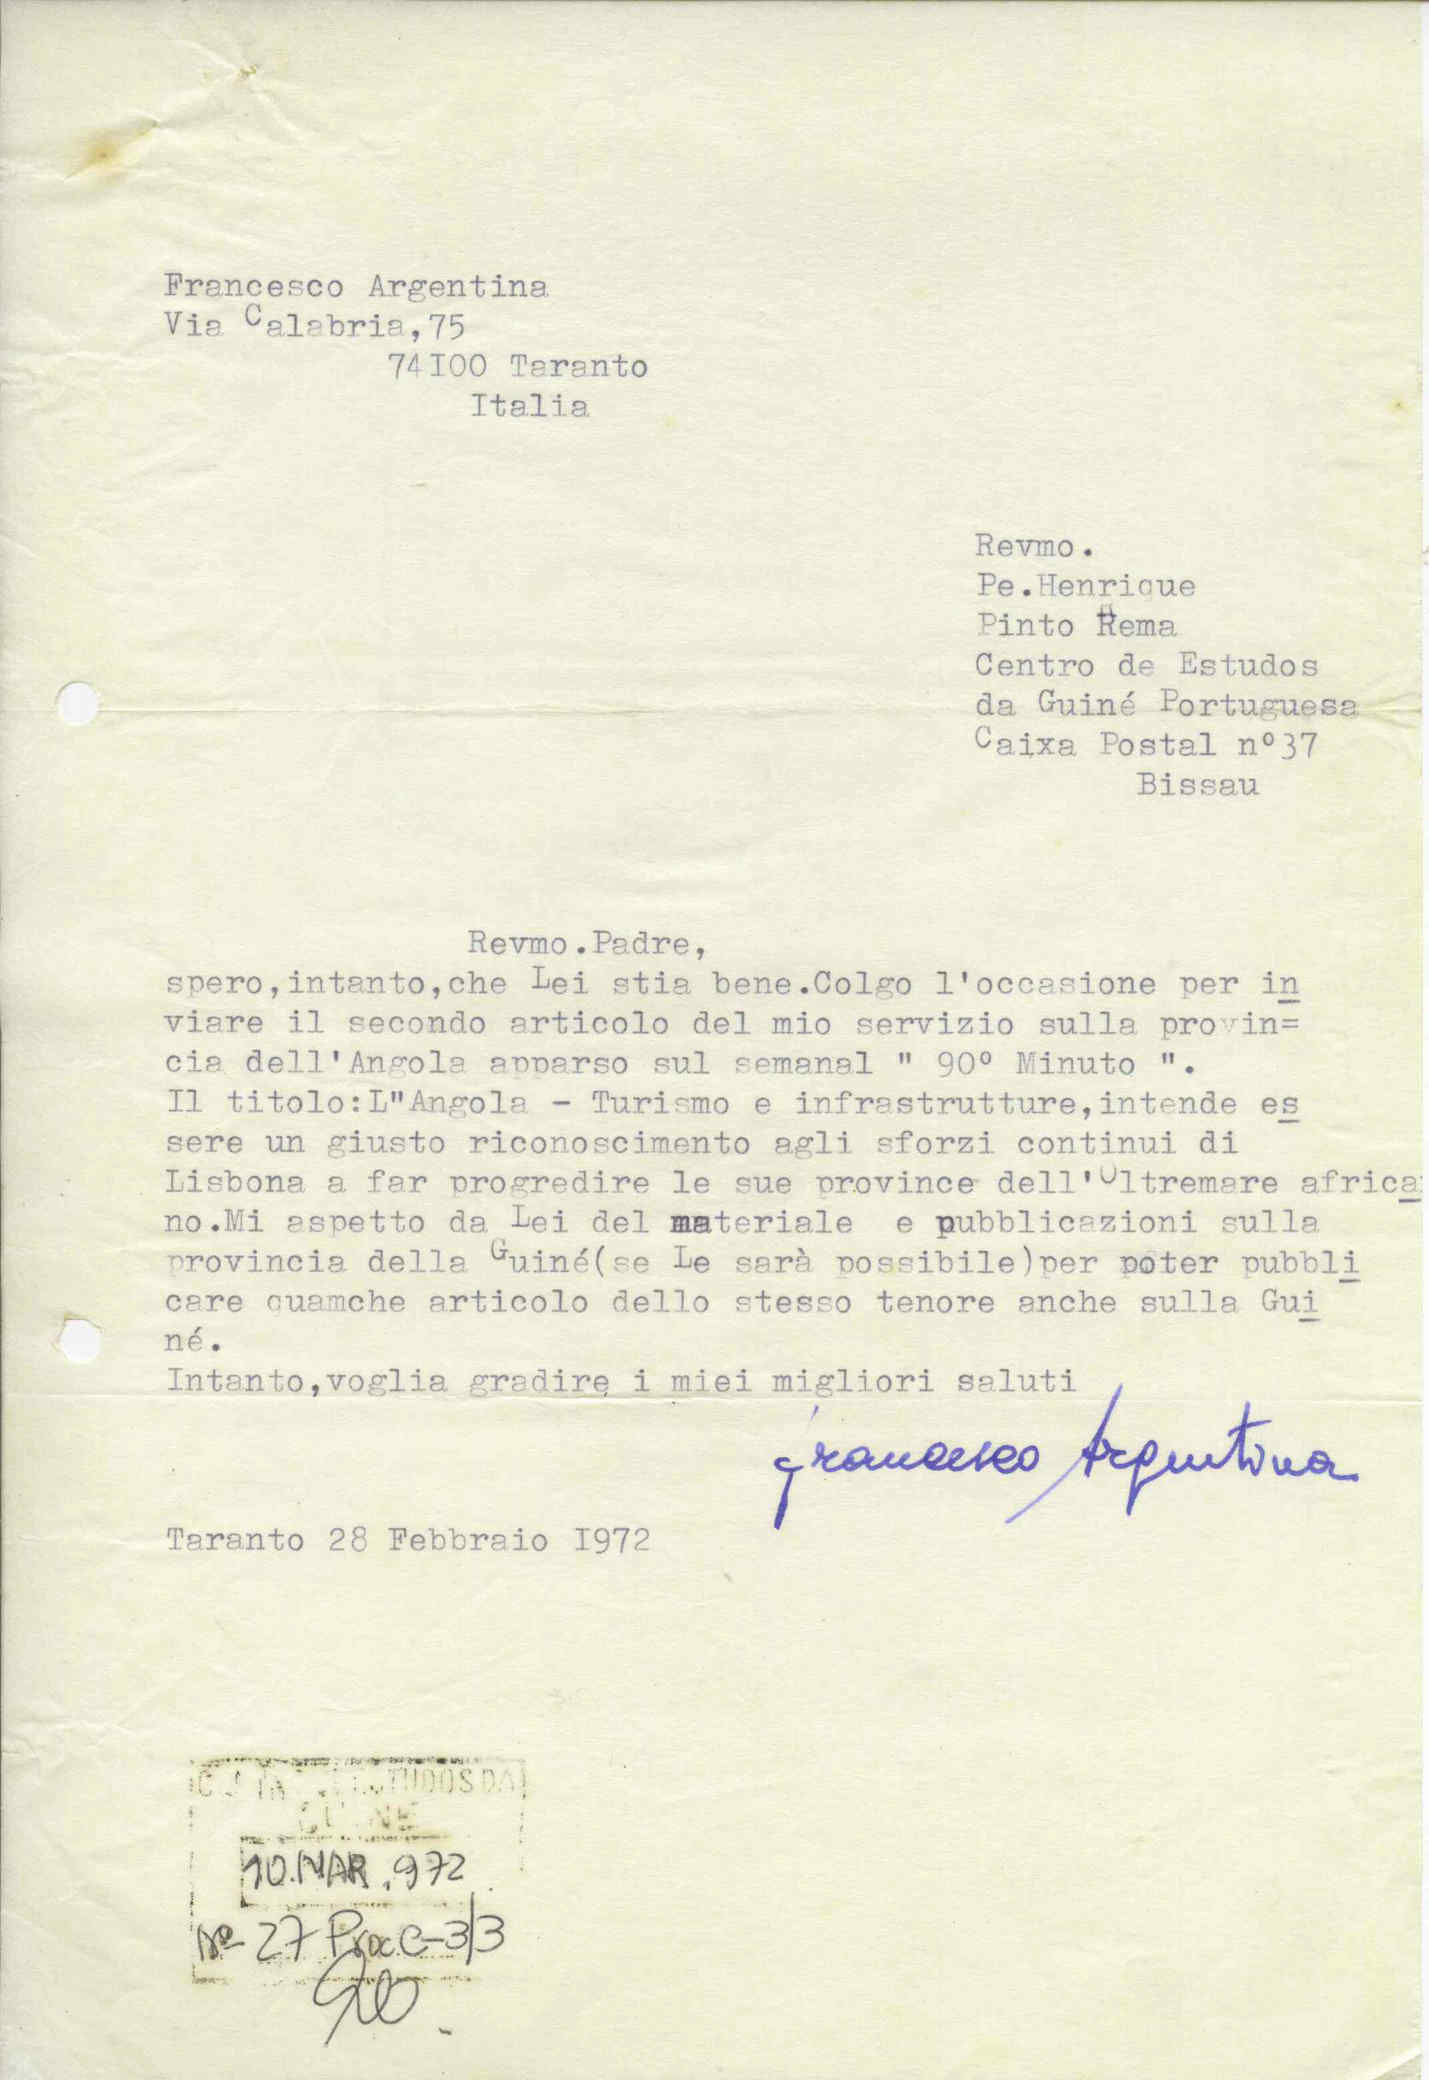 Francesco Argentina
Via Calabria,75
74I00 Taranto
Italia
Revmo.
Pe.Henrique
Pinto Rema
Centro de Estudos
da Guiné Portuguesa
Caixa Postal nº37
Bissau
Revmo.Padre,
spero,intanto,che Lei stia bene.Colgo l'occasione per in
viare il secondo articolo del mio servizio sulla provin=
cia dell'Angola apparso sul semanal " 90º Minuto ".
Il titolo:L"Angola - Turismo e infrastrutture,intende es
sere un giusto riconoscimento agli sforzi continui di
Lisbona a far progredire le sue province dell'Oltremare africa
no.Mi aspetto da Lei del materiale e pubblicazioni sulla
provincia della Guiné(se Le sarà possibile)per poter pubbli
care quamche articolo dello stesso tenore anche sulla Gui
né.
Intanto,voglia gradire i miei migliori saluti
Francesco Argentina
Taranto 28 Febbraio I972
ESTUDOS DA
GUINÉ
10.MAR.972
Nº 27 Proc C-3/3